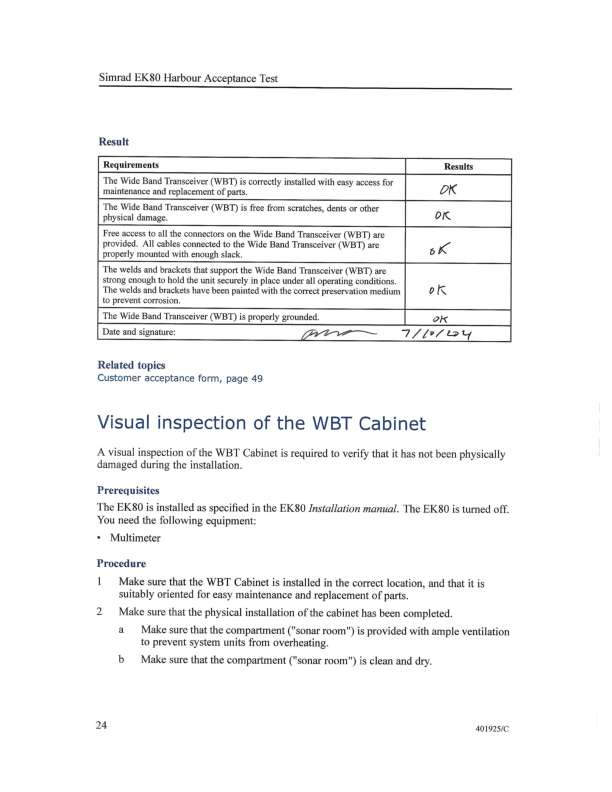 Simrad EK80 Harbour Acceptance Test
Result
Requirements Results
The Wide Band Transceiver (WBT) is correctly installed with easy access for
maintenance and replacement of parts. OK
The Wide Band Transceiver (WBT) is free from scratches, dents or other
physical damage. OK
Free access to all the connectors on the Wide Band Transceiver (WBT) are
provided. All cables connected to the Wide Band Transceiver (WBT) are
properly mounted with enough slack. OK
The welds and brackets that support the Wide Band Transceiver (WBT) are
strong enough to hold the unit securely in place under all operating conditions.
The welds and brackets have been painted with the correct preservation medium
to prevent corrosion. OK
The Wide Band Transceiver (WBT) is properly grounded. OK
Date and signature: 7/10/24
Related topics
Customer acceptance form, page 49
Visual inspection of the WBT Cabinet
A visual inspection of the WBT Cabinet is required to verify that it has not been physically
damaged during the installation.
Prerequisites
The EK80 is installed as specified in the EK80 Installation manual. The EK80 is turned off.
You need the following equipment:
• Multimeter
Procedure
1 Make sure that the WBT Cabinet is installed in the correct location, and that it is
suitably oriented for easy maintenance and replacement of parts.
2 Make sure that the physical installation of the cabinet has been completed.
a Make sure that the compartment ("sonar room") is provided with ample ventilation
to prevent system units from overheating.
b Make sure that the compartment ("sonar room") is clean and dry.
24 401925/C